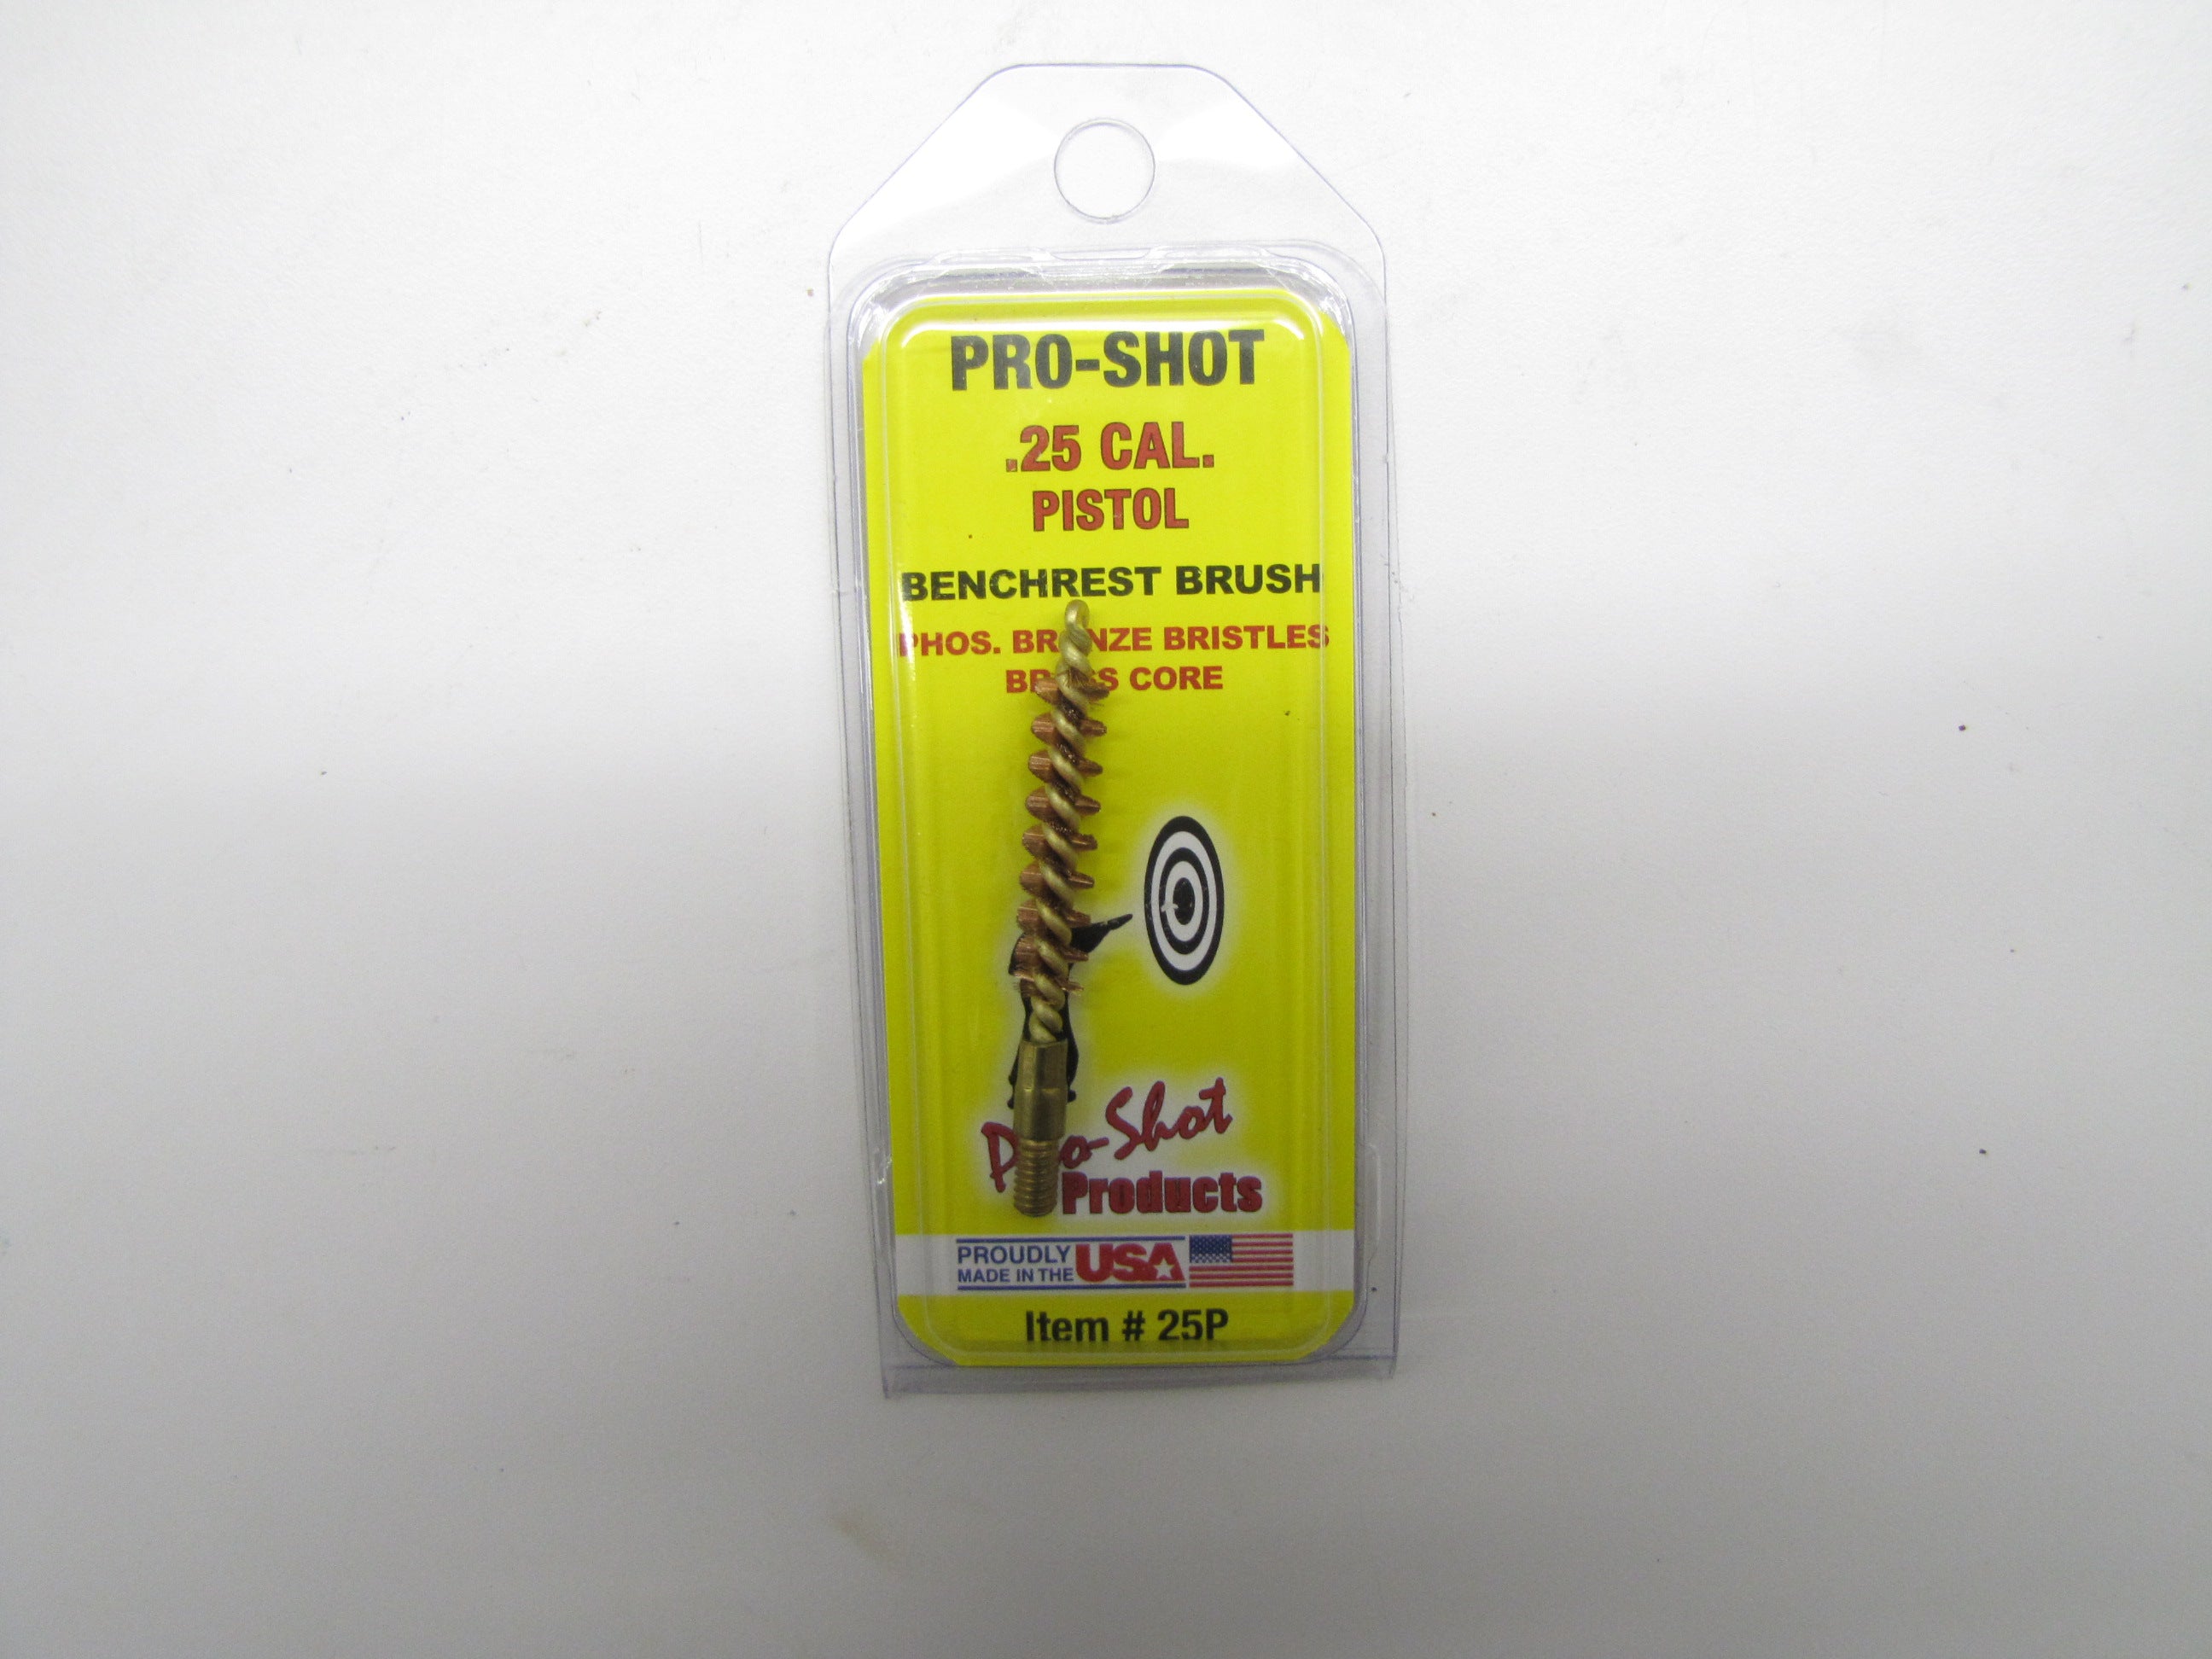 PRO-SHOT
.25 CAL.
PISTOL
BENCHREST BRUSH
PHOS. BRONZE BRISTLES
BRASS CORE
Pro-Shot
Products
PROUDLY
MADE IN THE USA
Item # 25P